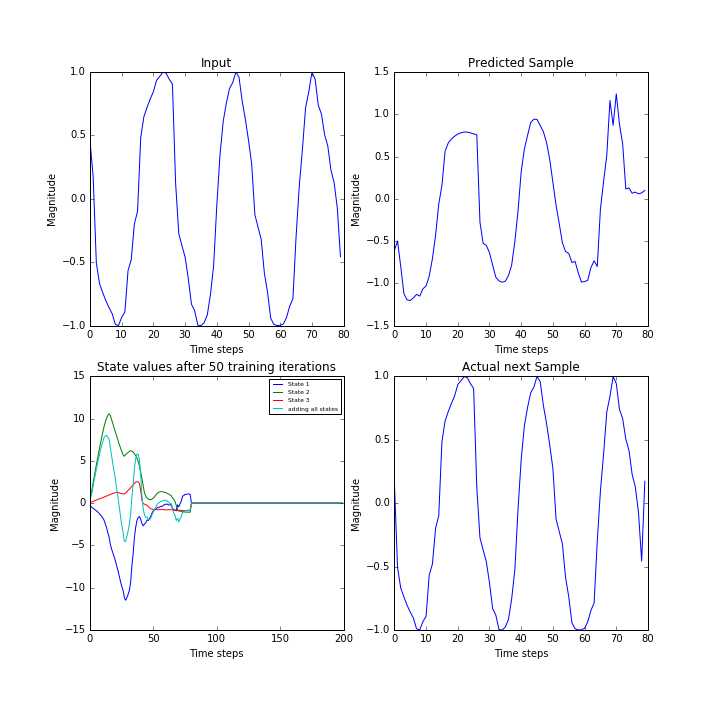 Input
Predicted Sample
1.0
0.5
0.0
−0.5
−1.0
Magnitude
0 10 20 30 40 50 60 70 80
Time steps
1.5
1.0
0.5
0.0
−0.5
−1.0
−1.5
Magnitude
0 10 20 30 40 50 60 70 80
Time steps
State values after 50 training iterations
Actual next Sample
15
10
5
0
−5
−10
−15
Magnitude
State 1
State 2
State 3
adding all states
0 50 100 150 200
Time steps
1.0
0.5
0.0
−0.5
−1.0
Magnitude
0 10 20 30 40 50 60 70 80
Time steps